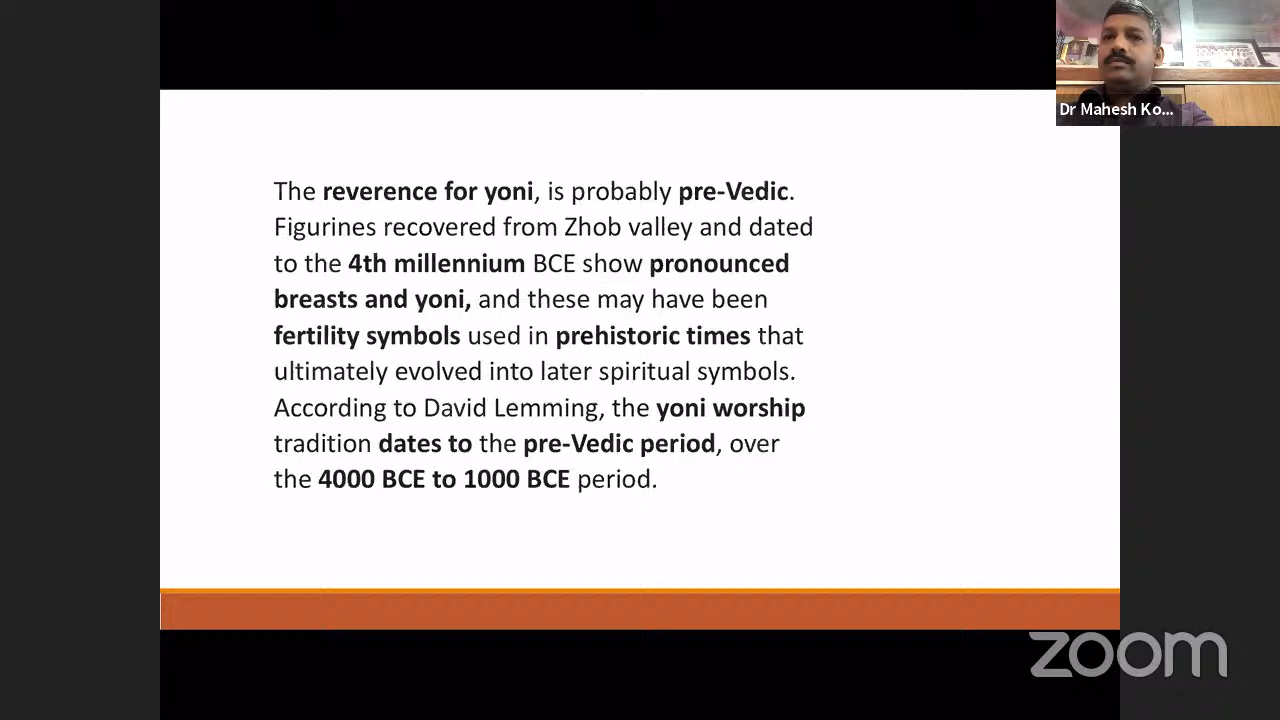 Dr Mahesh Ko...
The reverence for yoni, is probably pre-Vedic.
Figurines recovered from Zhob valley and dated
to the 4th millennium BCE show pronounced
breasts and yoni, and these may have been
fertility symbols used in prehistoric times that
ultimately evolved into later spiritual symbols.
According to David Lemming, the yoni worship
tradition dates to the pre-Vedic period, over
the 4000 BCE to 1000 BCE period.
zoom